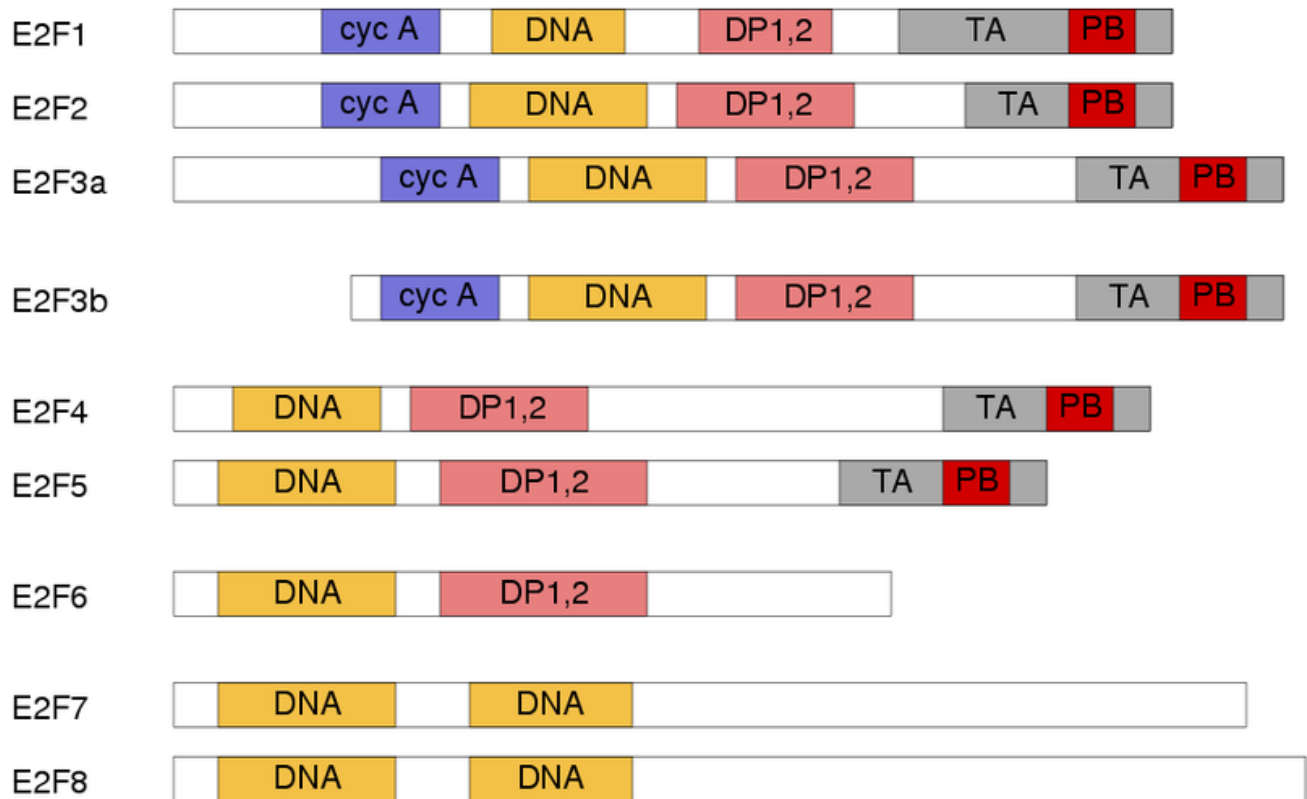 E2F1 cyc A DNA DP1,2 TA PB
E2F2 cyc A DNA DP1,2 TA PB
E2F3a cyc A DNA DP1,2 TA PB
E2F3b cyc A DNA DP1,2 TA PB
E2F4 DNA DP1,2 TA PB
E2F5 DNA DP1,2 TA PB
E2F6 DNA DP1,2
E2F7 DNA DNA
E2F8 DNA DNA